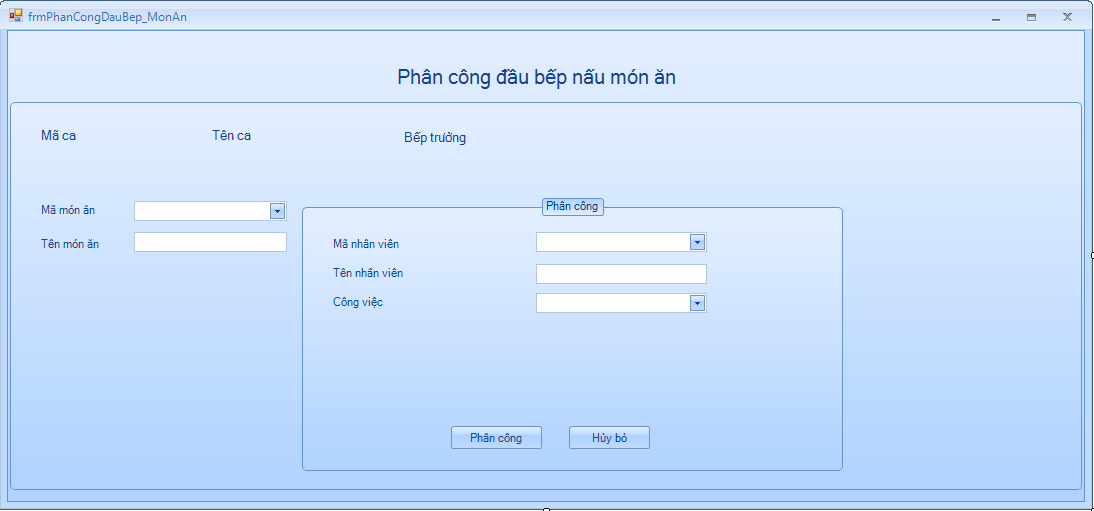 frmPhanCongDauBep_MonAn
Phân công đầu bếp nấu món ăn
Mã ca
Tên ca
Bếp trưởng
Mã món ăn
Tên món ăn
Phân công
Mã nhân viên
Tên nhân viên
Công việc
Phân công
Hủy bỏ